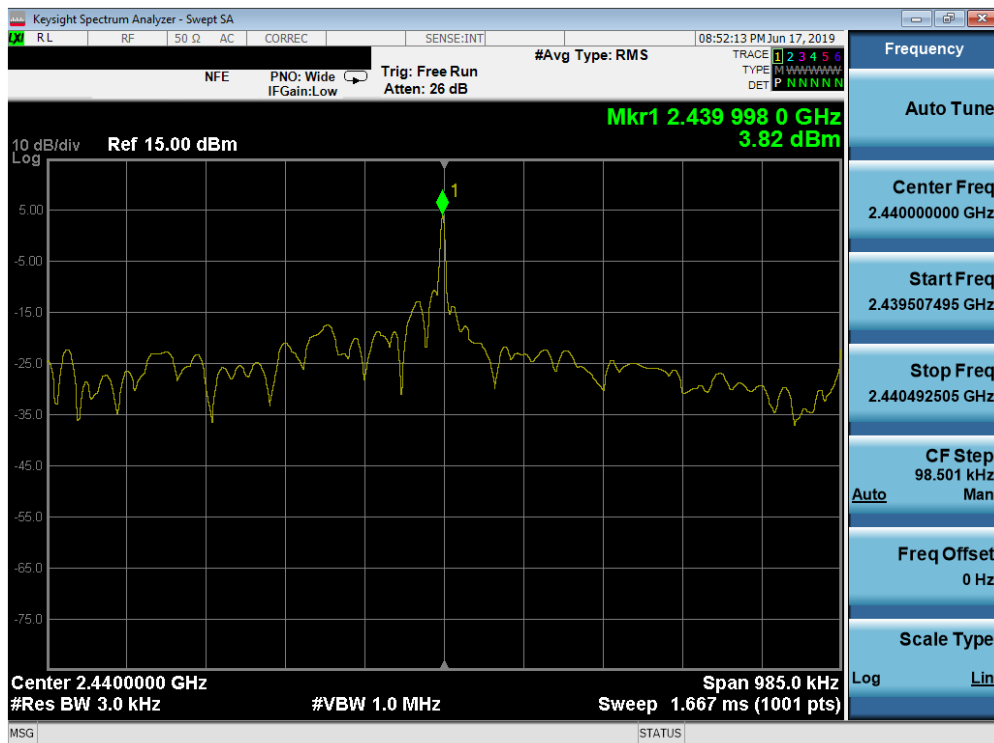 Keysight Spectrum Analyzer - Swept SA
LXI RL RF 50 Ω AC CORREC SENSE:INT 08:52:13 PM Jun 17, 2019
NFE PNO: Wide Trig: Free Run #Avg Type: RMS TRACE 1 2 3 4 5 6
IFGain:Low Atten: 26 dB TYPE M W W W W W W
DET P N N N N N
Mkr1 2.439 998 0 GHz
3.82 dBm
10 dB/div Ref 15.00 dBm
Log
1
5.00
-5.00
-15.0
-25.0
-35.0
-45.0
-55.0
-65.0
-75.0
Center 2.4400000 GHz Span 985.0 kHz
#Res BW 3.0 kHz #VBW 1.0 MHz Sweep 1.667 ms (1001 pts)
MSG STATUS
Frequency
Auto Tune
Center Freq
2.440000000 GHz
Start Freq
2.439507495 GHz
Stop Freq
2.440492505 GHz
CF Step
98.501 kHz
Auto Man
Freq Offset
0 Hz
Scale Type
Log Lin